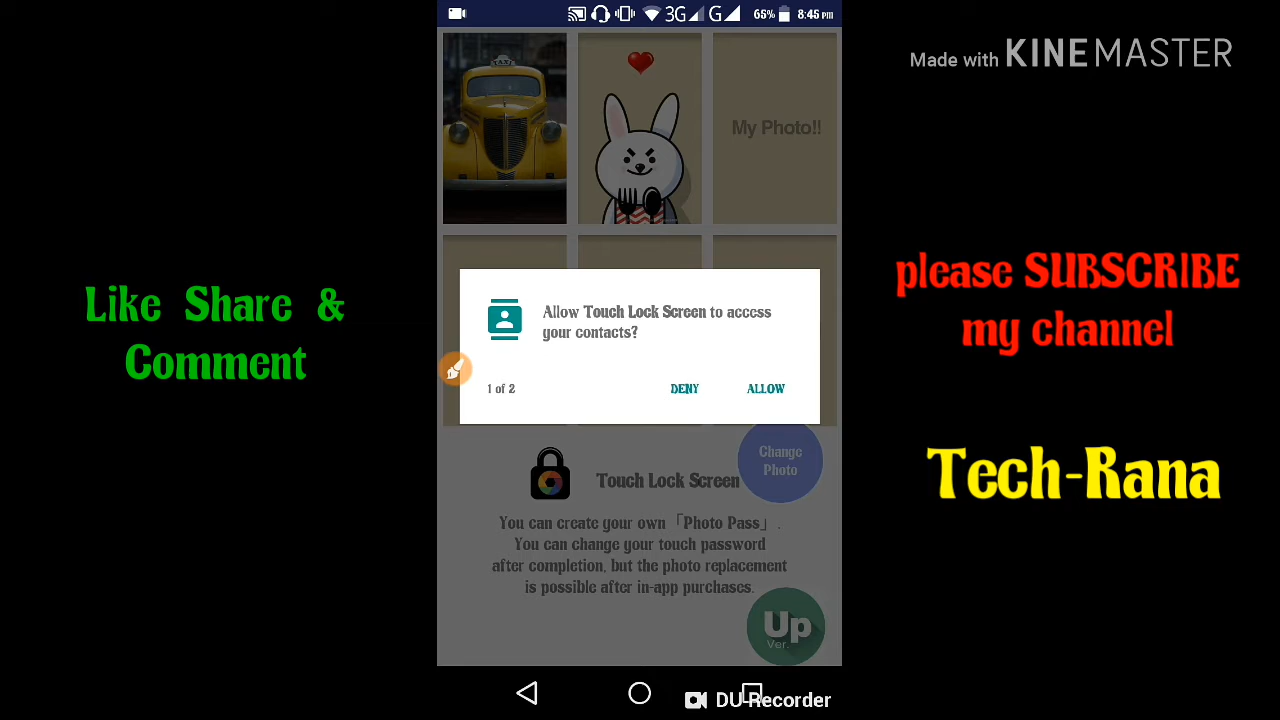 3G G 65% 8:45 pm
Made with KINEMASTER
TAXI
My Photo!!
Like Share &
Comment
please SUBSCRIBE
my channel
Tech-Rana
Allow Touch Lock Screen to access
your contacts?
1 of 2 DENY ALLOW
Change
Photo
Touch Lock Screen
You can create your own「Photo Pass」.
You can change your touch password
after completion, but the photo replacement
is possible after in-app purchases.
Up
Ver.
DU Recorder